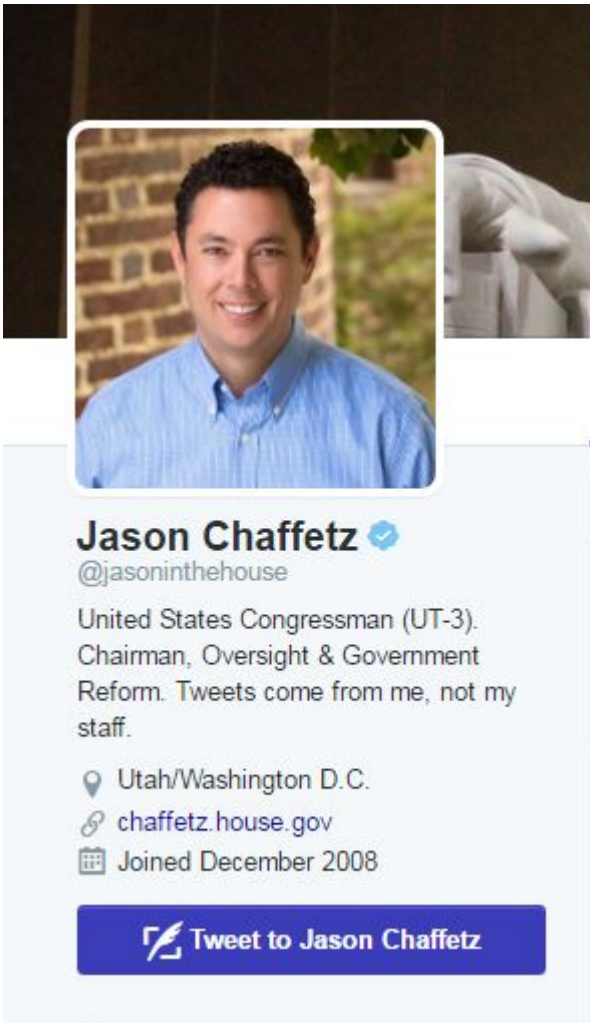 Jason Chaffetz
@jasoninthehouse
United States Congressman (UT-3).
Chairman, Oversight & Government
Reform. Tweets come from me, not my
staff.
Utah/Washington D.C.
chaffetz.house.gov
Joined December 2008
Tweet to Jason Chaffetz